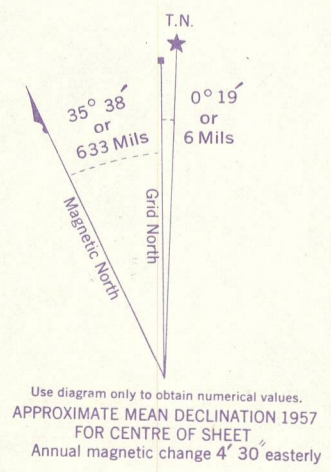 T.N.
35° 38′
or
633 Mils
0° 19′
or
6 Mils
Magnetic North
Grid North
Use diagram only to obtain numerical values.
APPROXIMATE MEAN DECLINATION 1957
FOR CENTRE OF SHEET
Annual magnetic change 4′ 30″ easterly